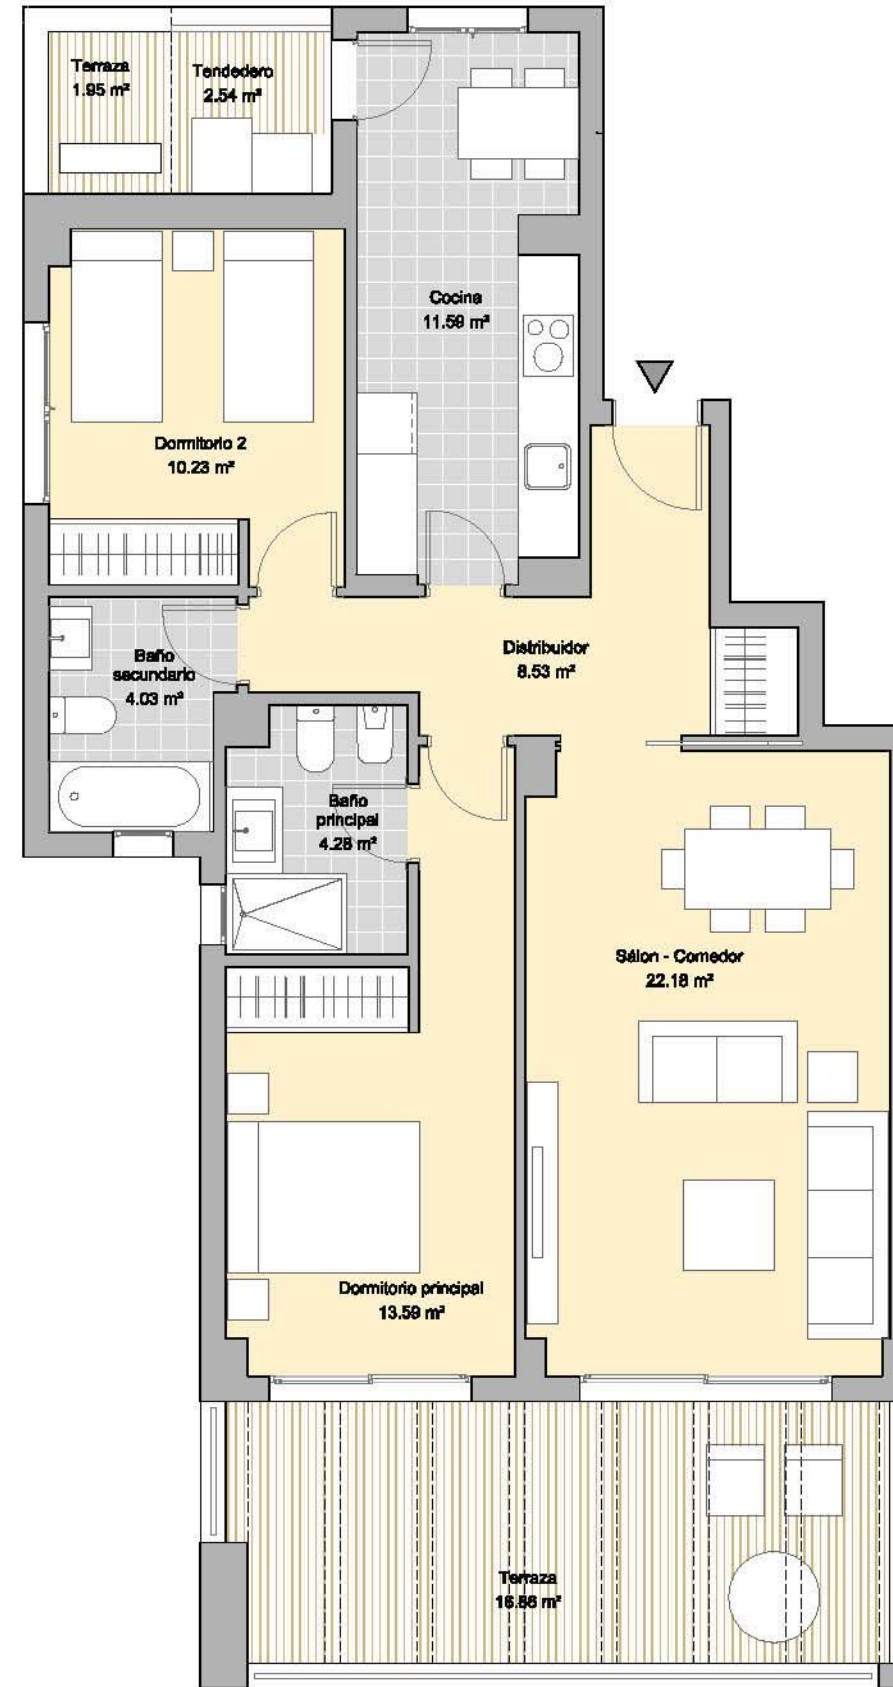 Terraza
1.95 m²
Tendedero
2.54 m²
Cocina
11.59 m²
Dormitorio 2
10.23 m²
Distribuidor
8.53 m²
Baño
secundario
4.03 m²
Baño
principal
4.28 m²
Sálon - Comedor
22.18 m²
Dormitorio principal
13.59 m²
Terraza
16.86 m²